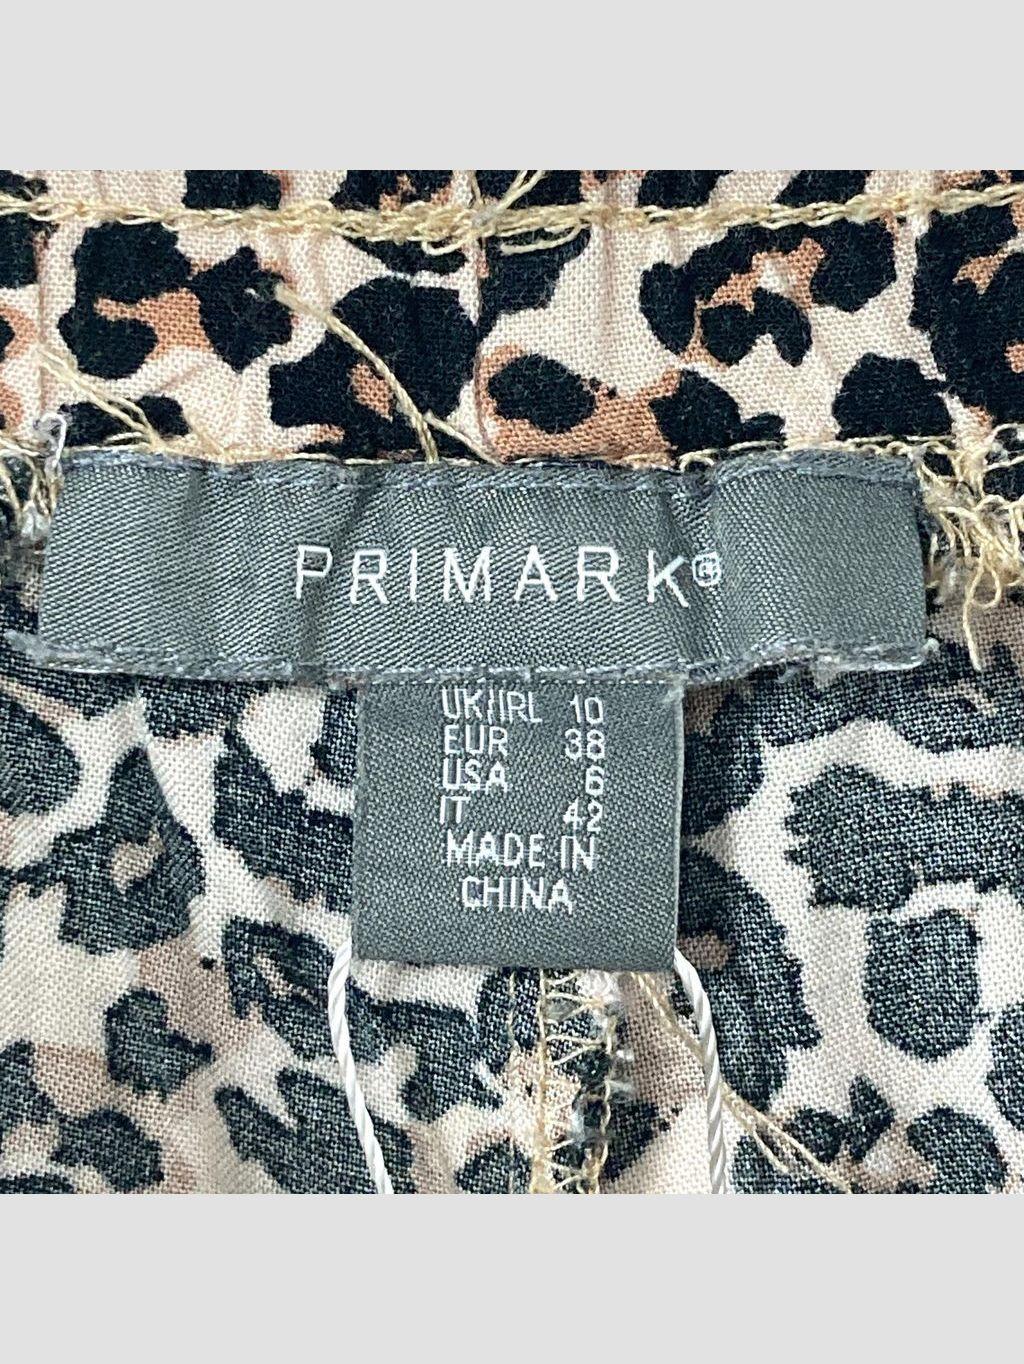 PRIMARK®
UK/IRL 10
EUR 38
USA 6
IT 42
MADE IN
CHINA